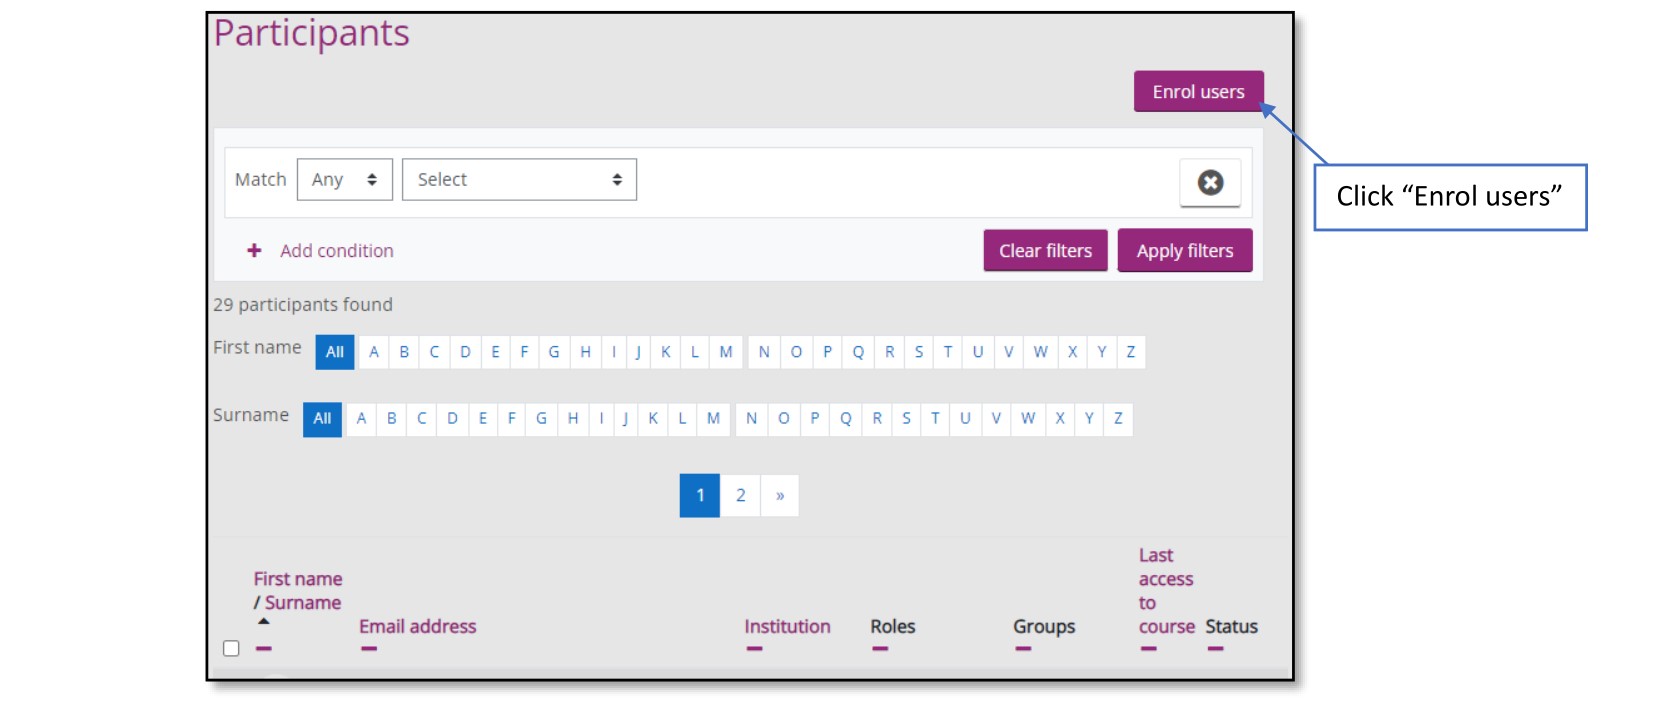 Participants
Enrol users
Match Any Select
Click “Enrol users”
+ Add condition Clear filters Apply filters
29 participants found
First name All A B C D E F G H I J K L M N O P Q R S T U V W X Y Z
Surname All A B C D E F G H I J K L M N O P Q R S T U V W X Y Z
1 2 »
First name
/ Surname
Email address
Institution
Roles
Groups
Last
access
to
course
Status